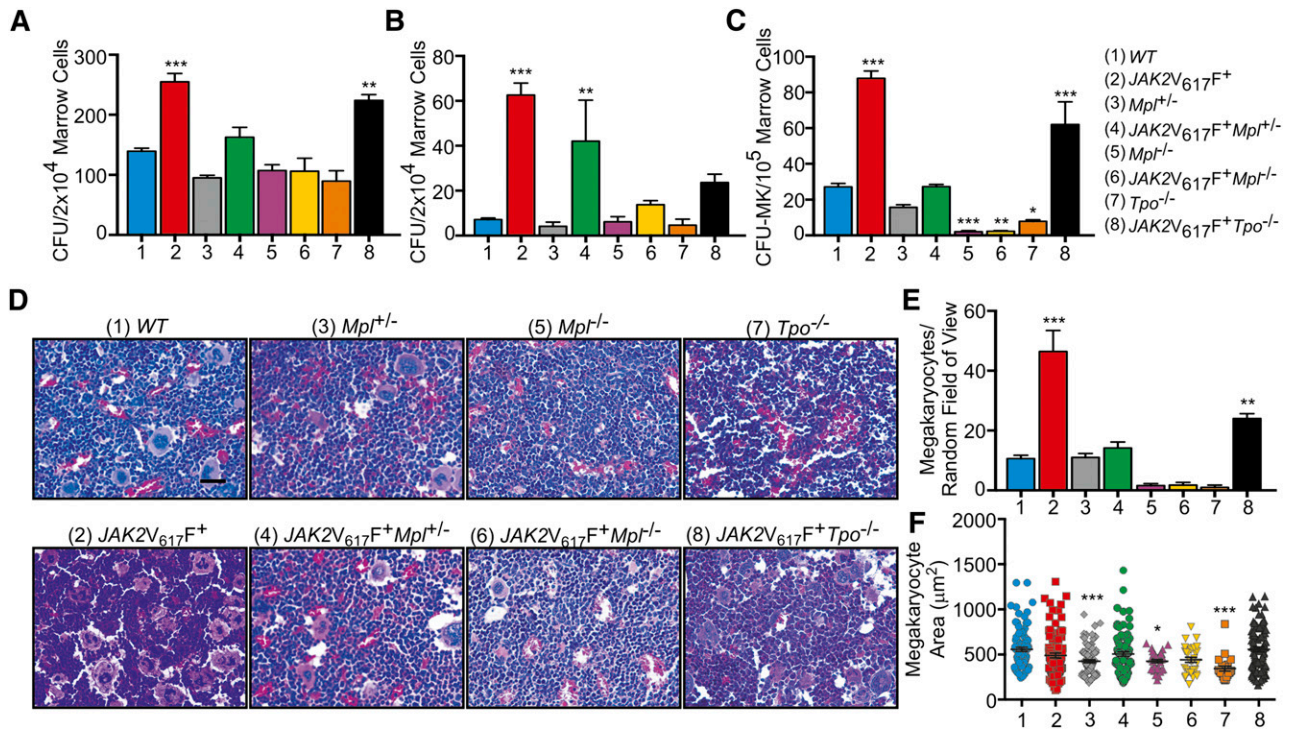 A
CFU/2x10⁴ Marrow Cells
300
200
100
0
***
**
1 2 3 4 5 6 7 8
B
CFU/2x10⁴ Marrow Cells
80
60
40
20
0
***
**
1 2 3 4 5 6 7 8
C
CFU-MK/10⁵ Marrow Cells
100
80
60
40
20
0
***
***
**
*
***
1 2 3 4 5 6 7 8
(1) WT
(2) JAK2V₆₁₇F⁺
(3) Mpl⁺/⁻
(4) JAK2V₆₁₇F⁺Mpl⁺/⁻
(5) Mpl⁻/⁻
(6) JAK2V₆₁₇F⁺Mpl⁻/⁻
(7) Tpo⁻/⁻
(8) JAK2V₆₁₇F⁺Tpo⁻/⁻
D
(1) WT
(3) Mpl⁺/⁻
(5) Mpl⁻/⁻
(7) Tpo⁻/⁻
(2) JAK2V₆₁₇F⁺
(4) JAK2V₆₁₇F⁺Mpl⁺/⁻
(6) JAK2V₆₁₇F⁺Mpl⁻/⁻
(8) JAK2V₆₁₇F⁺Tpo⁻/⁻
E
Megakaryocytes/
Random Field of View
60
40
20
0
***
**
1 2 3 4 5 6 7 8
F
Megakaryocyte
Area (μm²)
2000
1500
1000
500
0
***
*
***
1 2 3 4 5 6 7 8